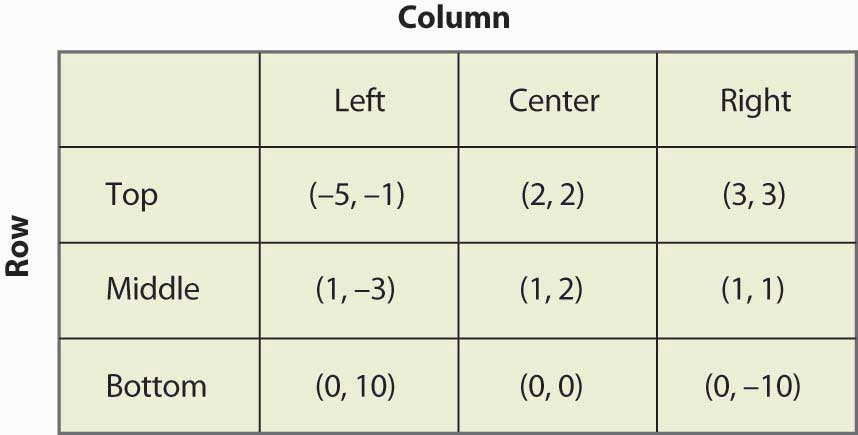 Column
Left Center Right
Row
Top (–5, –1) (2, 2) (3, 3)
Middle (1, –3) (1, 2) (1, 1)
Bottom (0, 10) (0, 0) (0, –10)